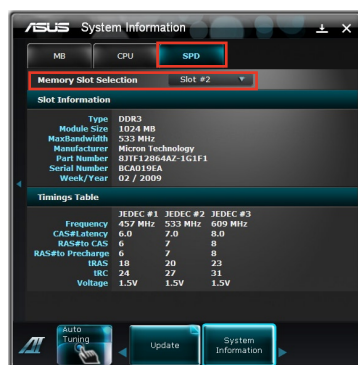 ASUS System Information
MB CPU SPD
Memory Slot Selection Slot #2
Slot Information
Type DDR3
Module Size 1024 MB
MaxBandwidth 533 MHz
Manufacturer Micron Technology
Part Number 8JTF12864AZ-1G1F1
Serial Number BCA019EA
Week/Year 02 / 2009
Timings Table
JEDEC #1 JEDEC #2 JEDEC #3
Frequency 457 MHz 533 MHz 609 MHz
CAS#Latency 6.0 7.0 8.0
RAS#to CAS 6 7 8
RAS#to Precharge 6 7 8
tRAS 18 20 23
tRC 24 27 31
Voltage 1.5V 1.5V 1.5V
Auto
Tuning
Update
System
Information